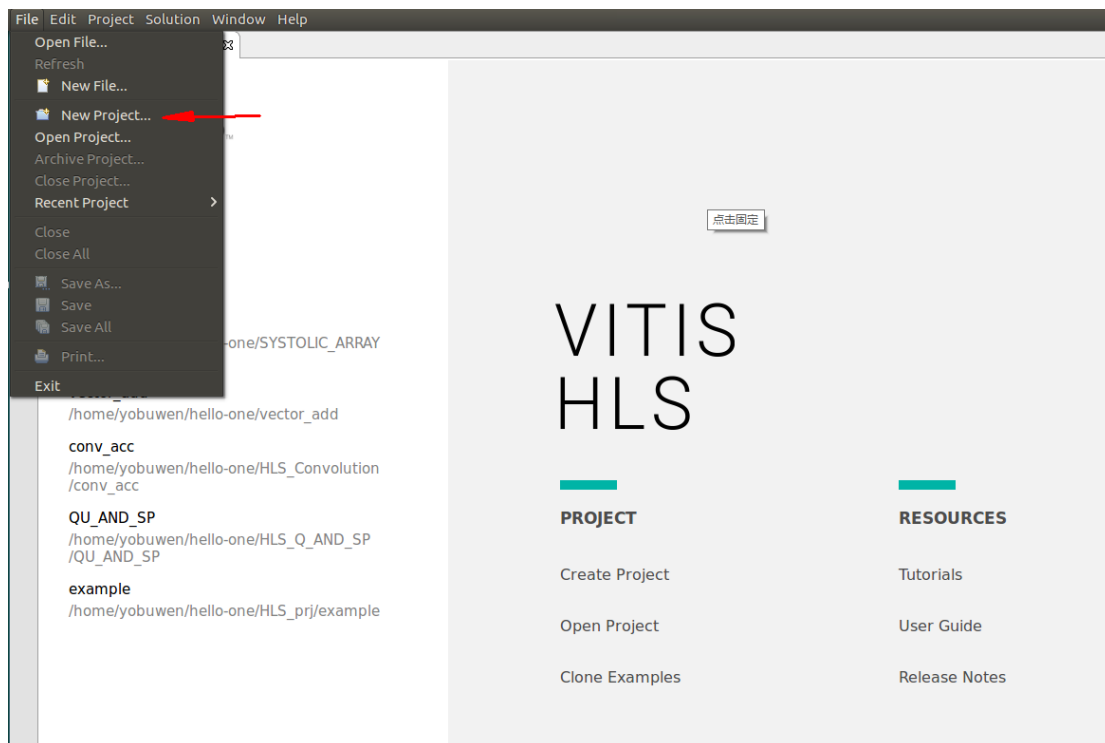 File Edit Project Solution Window Help
Open File...
Refresh
New File...
New Project...
Open Project...
TM
Archive Project...
Close Project...
Recent Project
Close
Close All
Save As...
Save
Save All
Print...
Exit
-one/SYSTOLIC_ARRAY
/home/yobuwen/hello-one/vector_add
conv_acc
/home/yobuwen/hello-one/HLS_Convolution
/conv_acc
QU_AND_SP
/home/yobuwen/hello-one/HLS_Q_AND_SP
/QU_AND_SP
example
/home/yobuwen/hello-one/HLS_prj/example
点击固定
VITIS
HLS
PROJECT
Create Project
Open Project
Clone Examples
RESOURCES
Tutorials
User Guide
Release Notes